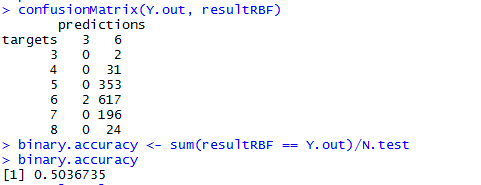 > confusionMatrix(Y.out, resultRBF)
predictions
targets 3 6
3 0 2
4 0 31
5 0 353
6 2 617
7 0 196
8 0 24
> binary.accuracy <- sum(resultRBF == Y.out)/N.test
> binary.accuracy
[1] 0.5036735